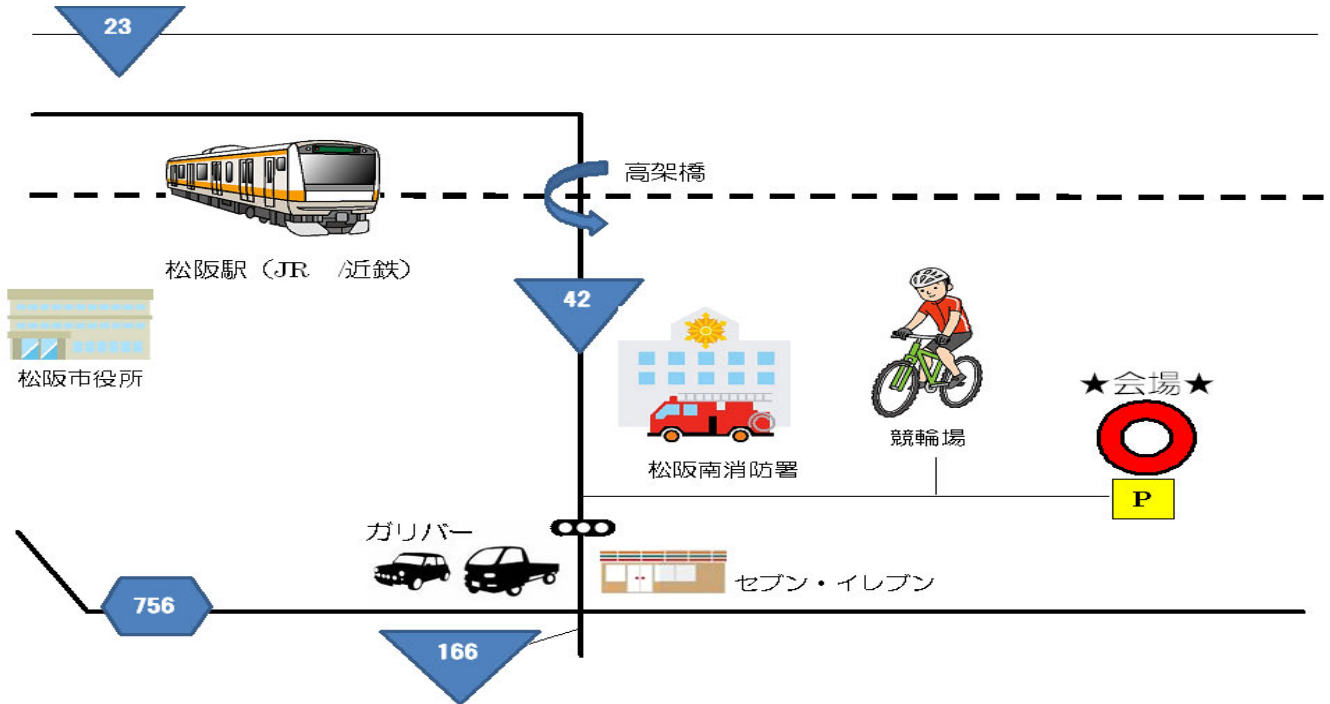 23
高架橋
松阪駅（JR　/近鉄）
42
松阪市役所
★会場★
競輪場
松阪南消防署
P
ガリバー
セブン・イレブン
756
166